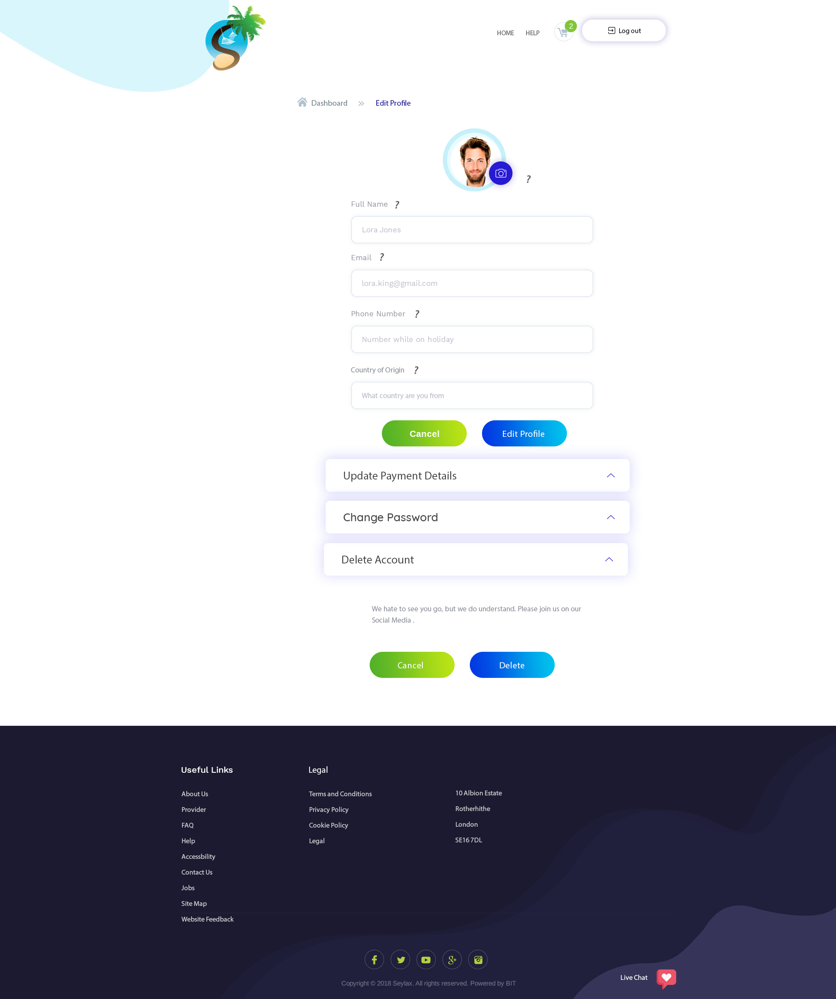 HOME HELP 2 Log out
Dashboard >> Edit Profile
?
Full Name ?
Lora Jones
Email ?
lora.king@gmail.com
Phone Number ?
Number while on holiday
Country of Origin ?
What country are you from
Cancel Edit Profile
Update Payment Details
Change Password
Delete Account
We hate to see you go, but we do understand. Please join us on our
Social Media .
Cancel Delete
Useful Links
About Us
Provider
FAQ
Help
Accessbility
Contact Us
Jobs
Site Map
Website Feedback
Legal
Terms and Conditions
Privacy Policy
Cookie Policy
Legal
10 Albion Estate
Rotherhithe
London
SE16 7DL
Copyright © 2018 Seylax. All rights reserved. Powered by BIT
Live Chat